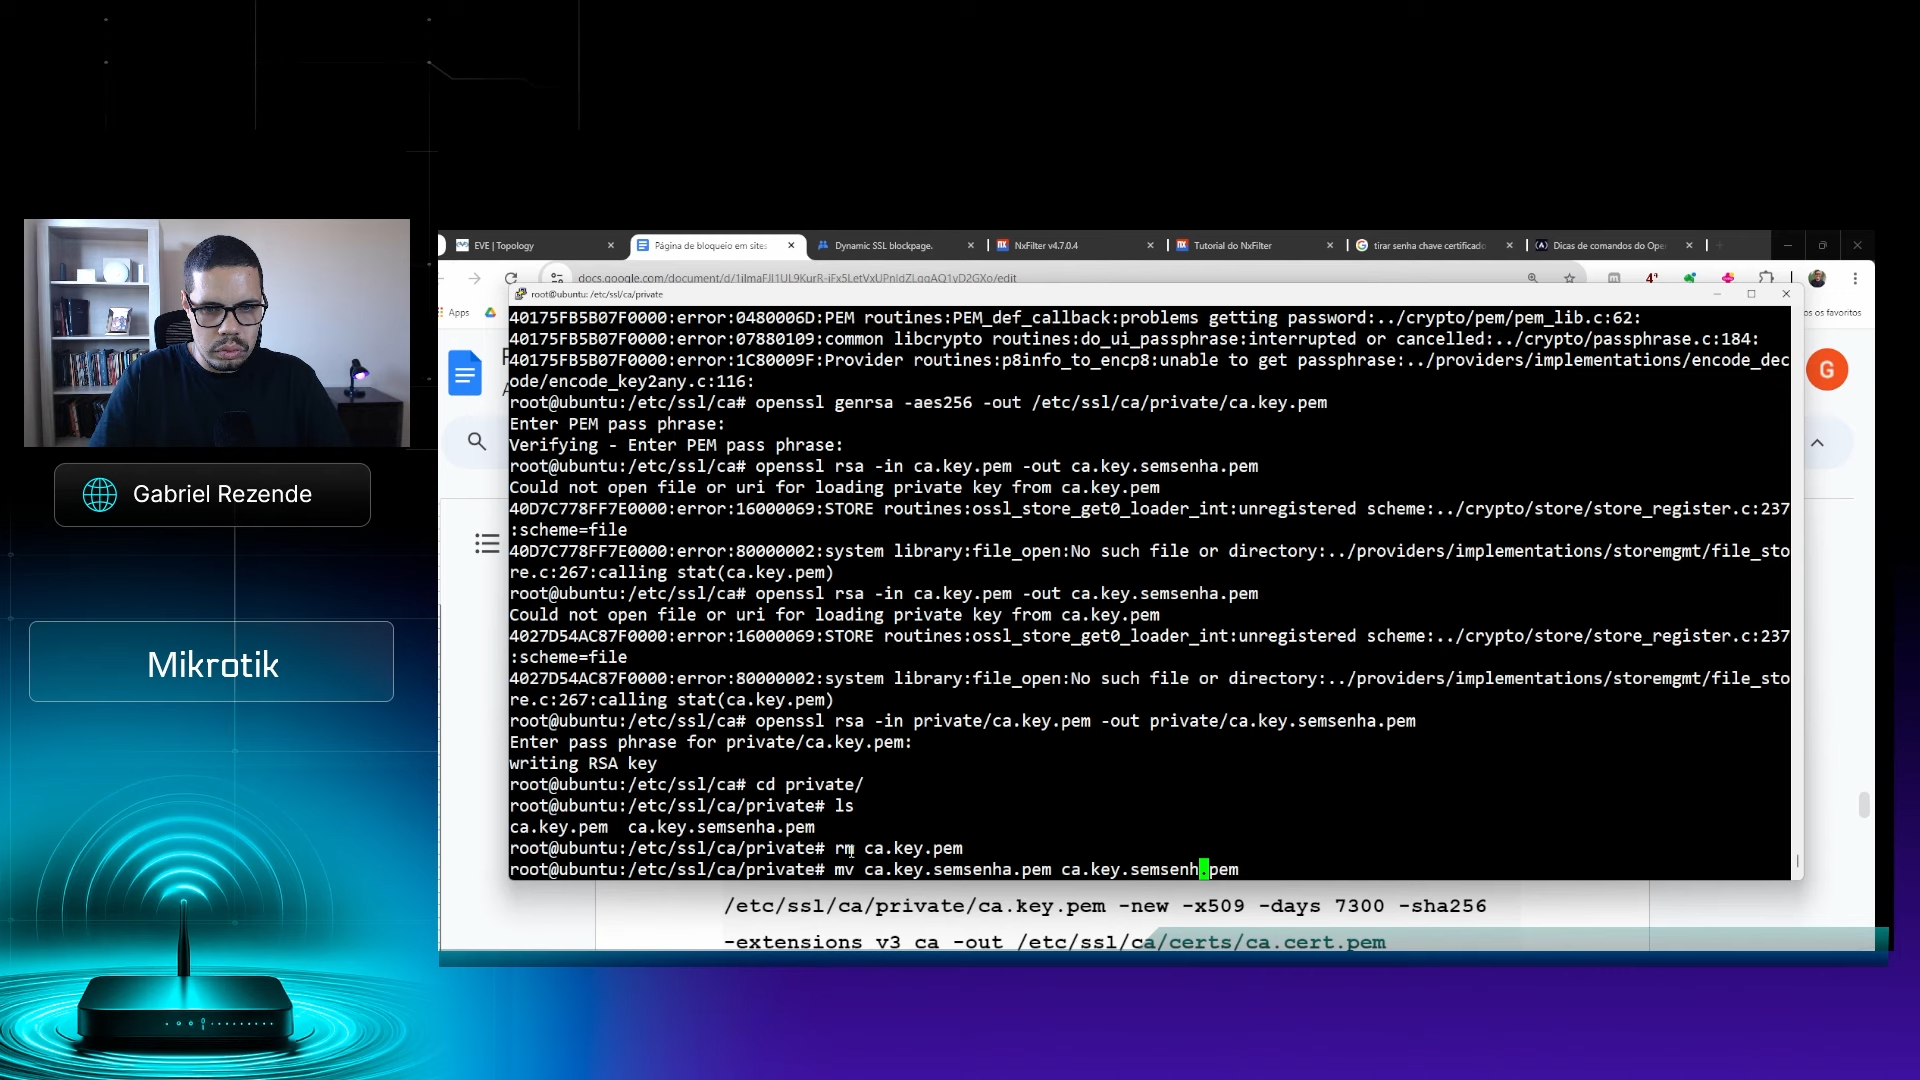 EVE | Topology
Página de bloqueio em sites
Dynamic SSL blockpage.
NxFilter v4.7.0.4
Tutorial do NxFilter
tirar senha chave certificado
Dicas de comandos do Ope
docs.google.com/document/d/1jlmaFJl1UL9KurR-iFx5LetVxUPnIdZLgqAQ1yD2GXo/edit
Apps
os os favoritos
root@ubuntu: /etc/ssl/ca/private
40175FB5B07F0000:error:0480006D:PEM routines:PEM_def_callback:problems getting password:../crypto/pem/pem_lib.c:62:
40175FB5B07F0000:error:07880109:common libcrypto routines:do_ui_passphrase:interrupted or cancelled:../crypto/passphrase.c:184:
40175FB5B07F0000:error:1C80009F:Provider routines:p8info_to_encp8:unable to get passphrase:../providers/implementations/encode_dec
ode/encode_key2any.c:116:
root@ubuntu:/etc/ssl/ca# openssl genrsa -aes256 -out /etc/ssl/ca/private/ca.key.pem
Enter PEM pass phrase:
Verifying - Enter PEM pass phrase:
root@ubuntu:/etc/ssl/ca# openssl rsa -in ca.key.pem -out ca.key.semsenha.pem
Could not open file or uri for loading private key from ca.key.pem
40D7C778FF7E0000:error:16000069:STORE routines:ossl_store_get0_loader_int:unregistered scheme:../crypto/store/store_register.c:237
:scheme=file
40D7C778FF7E0000:error:80000002:system library:file_open:No such file or directory:../providers/implementations/storemgmt/file_sto
re.c:267:calling stat(ca.key.pem)
root@ubuntu:/etc/ssl/ca# openssl rsa -in ca.key.pem -out ca.key.semsenha.pem
Could not open file or uri for loading private key from ca.key.pem
4027D54AC87F0000:error:16000069:STORE routines:ossl_store_get0_loader_int:unregistered scheme:../crypto/store/store_register.c:237
:scheme=file
4027D54AC87F0000:error:80000002:system library:file_open:No such file or directory:../providers/implementations/storemgmt/file_sto
re.c:267:calling stat(ca.key.pem)
root@ubuntu:/etc/ssl/ca# openssl rsa -in private/ca.key.pem -out private/ca.key.semsenha.pem
Enter pass phrase for private/ca.key.pem:
writing RSA key
root@ubuntu:/etc/ssl/ca# cd private/
root@ubuntu:/etc/ssl/ca/private# ls
ca.key.pem  ca.key.semsenha.pem
root@ubuntu:/etc/ssl/ca/private# rm ca.key.pem
root@ubuntu:/etc/ssl/ca/private# mv ca.key.semsenha.pem ca.key.semsenh.pem
/etc/ssl/ca/private/ca.key.pem -new -x509 -days 7300 -sha256
-extensions v3 ca -out /etc/ssl/ca/certs/ca.cert.pem
G
Gabriel Rezende
Mikrotik